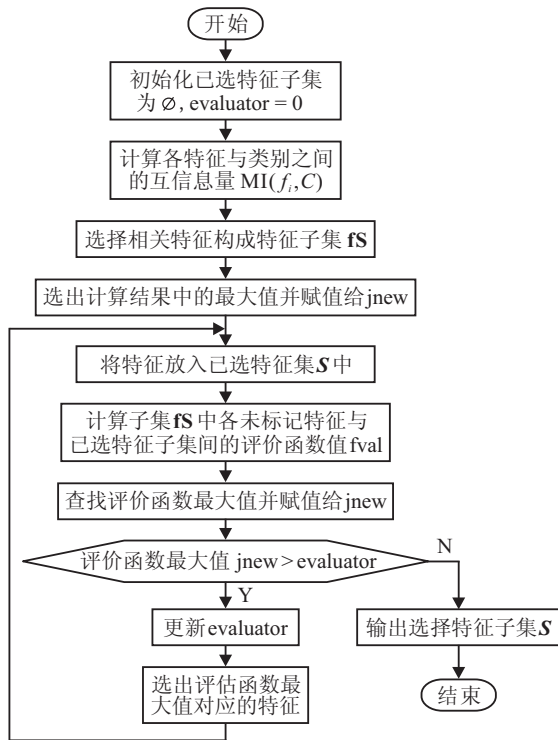 开始
初始化已选特征子集
为∅, evaluator = 0
计算各特征与类别之间
的互信息量 MI(fᵢ,C)
选择相关特征构成特征子集 fS
选出计算结果中的最大值并赋值给jnew
将特征放入已选特征集S中
计算子集fS中各未标记特征与
已选特征子集间的评价函数值fval
查找评价函数最大值并赋值给jnew
评价函数最大值 jnew > evaluator
N
Y
更新evaluator
输出选择特征子集S
选出评估函数最
大值对应的特征
结束